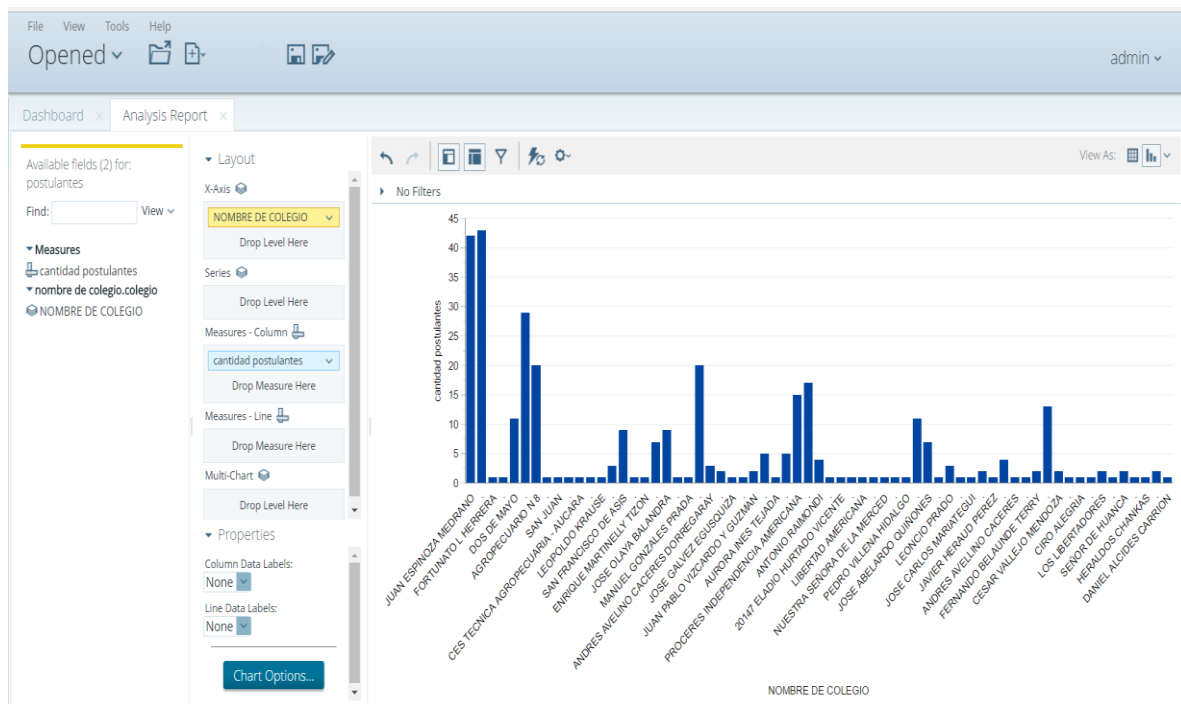 File View Tools Help
Opened
admin
Dashboard × Analysis Report ×
Available fields (2) for:
postulantes
Find:
View
Measures
cantidad postulantes
nombre de colegio.colegio
NOMBRE DE COLEGIO
Layout
X-Axis
NOMBRE DE COLEGIO
Drop Level Here
Series
Drop Level Here
Measures - Column
cantidad postulantes
Drop Measure Here
Measures - Line
Drop Measure Here
Multi-Chart
Drop Level Here
Properties
Column Data Labels:
None
Line Data Labels:
None
Chart Options...
View As:
No Filters
cantidad postulantes
45
40
35
30
25
20
15
10
5
0
JUAN ESPINOZA MEDRANO
FORTUNATO L HERRERA
DOS DE MAYO
AGROPECUARIO N 8
SAN JUAN
CES TECNICA AGROPECUARIA - AUCARA
LEOPOLDO KRAUSE
SAN FRANCISCO DE ASIS
ENRIQUE MARTINELLY TIZON
JOSE OLAYA BALANDRA
MANUEL GONZALES PRADA
ANDRES AVELINO CACERES DORREGARAY
JOSE GALVEZ EGUSQUIZA
JUAN PABLO VIZCARDO Y GUZMAN
AURORA INES TEJADA
PROCERES INDEPENDENCIA AMERICANA
ANTONIO RAIMONDI
20147 ELADIO HURTADO VICENTE
LIBERTAD AMERICANA
NUESTRA SEÑORA DE LA MERCED
PEDRO VILLENA HIDALGO
JOSE ABELARDO QUIÑONES
LEONCIO PRADO
JOSE CARLOS MARIATEGUI
JAVIER HERAUD PEREZ
ANDRES AVELINO CACERES
FERNANDO BELAUNDE TERRY
CESAR VALLEJO MENDOZA
CIRO ALEGRIA
LOS LIBERTADORES
SEÑOR DE HUANCA
HERALDOS CHANKAS
DANIEL ALCIDES CARRION
NOMBRE DE COLEGIO